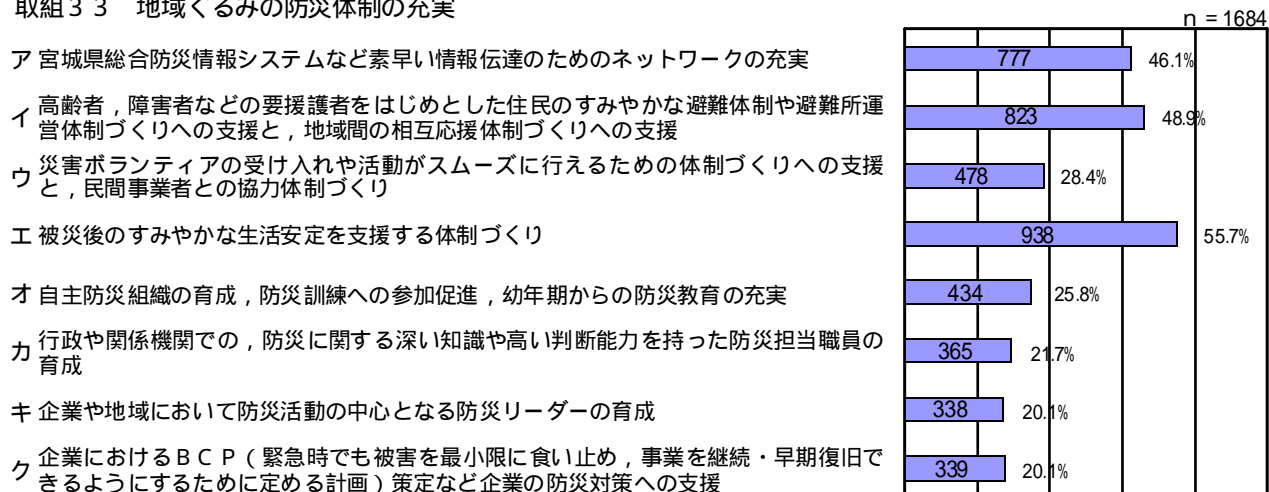 取組３３　地域ぐるみの防災体制の充実
ｎ＝1684
ア 宮城県総合防災情報システムなど素早い情報伝達のためのネットワークの充実
777 46.1%
イ 高齢者，障害者などの要援護者をはじめとした住民のすみやかな避難体制や避難所運
営体制づくりへの支援と，地域間の相互応援体制づくりへの支援
823 48.9%
ウ 災害ボランティアの受け入れや活動がスムーズに行えるための体制づくりへの支援
と，民間事業者との協力体制づくり
478 28.4%
エ 被災後のすみやかな生活安定を支援する体制づくり
938 55.7%
オ 自主防災組織の育成，防災訓練への参加促進，幼年期からの防災教育の充実
434 25.8%
カ 行政や関係機関での，防災に関する深い知識や高い判断能力を持った防災担当職員の
育成
365 21.7%
キ 企業や地域において防災活動の中心となる防災リーダーの育成
338 20.1%
ク 企業におけるＢＣＰ（緊急時でも被害を最小限に食い止め，事業を継続・早期復旧で
きるようにするために定める計画）策定など企業の防災対策への支援
339 20.1%